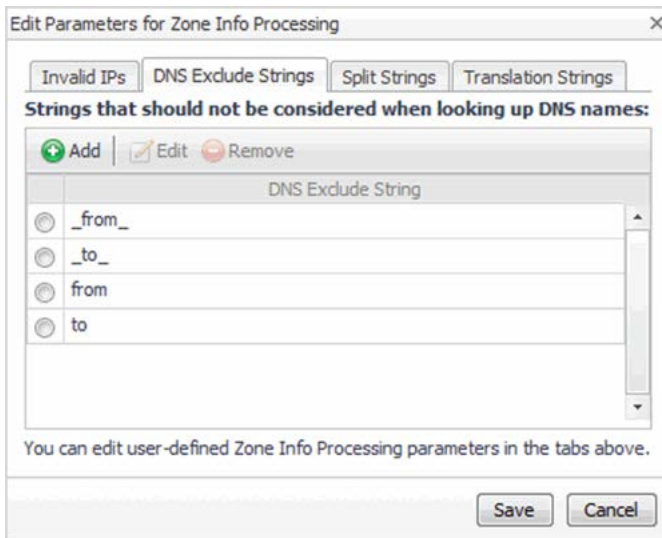 Edit Parameters for Zone Info Processing
Invalid IPs DNS Exclude Strings Split Strings Translation Strings
Strings that should not be considered when looking up DNS names:
Add Edit Remove
DNS Exclude String
_from_
_to_
from
to
You can edit user-defined Zone Info Processing parameters in the tabs above.
Save Cancel